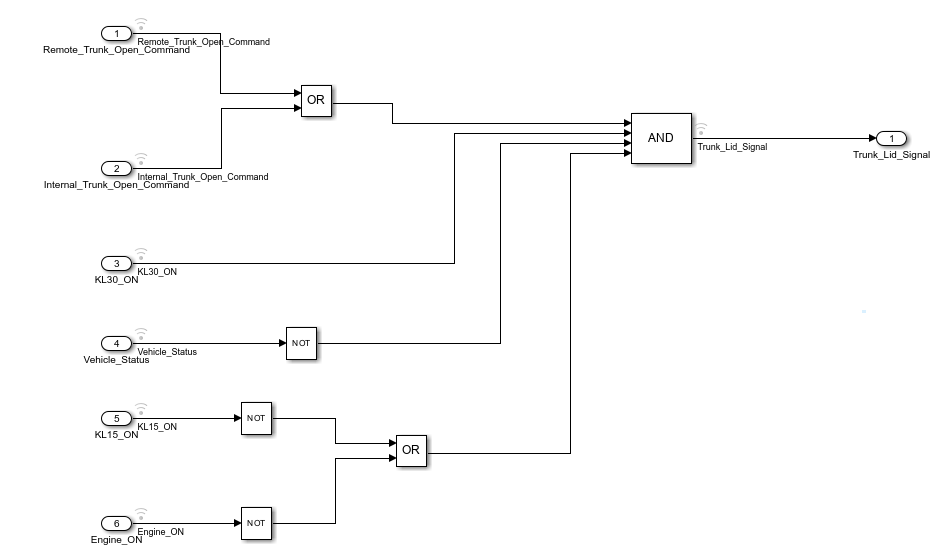 1
Remote_Trunk_Open_Command
Remote_Trunk_Open_Command
OR
AND
Trunk_Lid_Signal
1
Trunk_Lid_Signal
2
Internal_Trunk_Open_Command
Internal_Trunk_Open_Command
3
KL30_ON
KL30_ON
4
Vehicle_Status
Vehicle_Status
NOT
5
KL15_ON
KL15_ON
NOT
OR
6
Engine_ON
Engine_ON
NOT